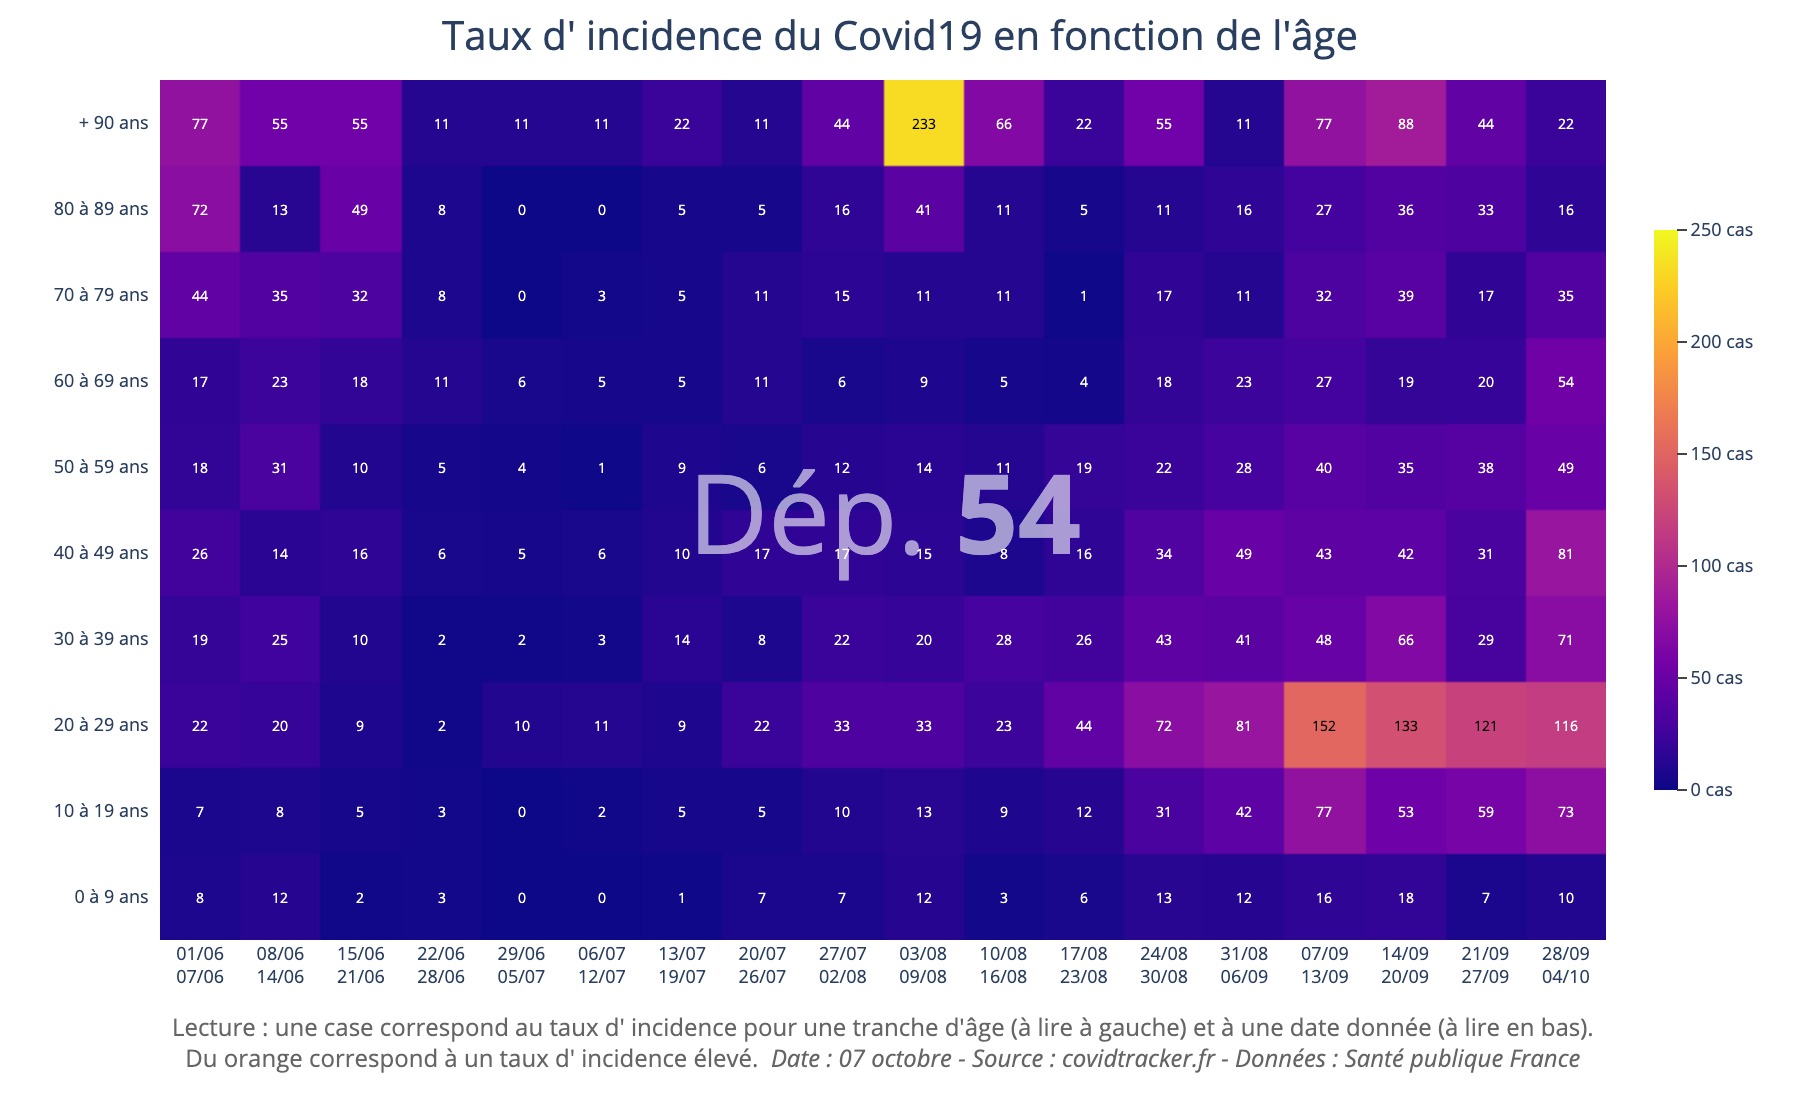 Taux d' incidence du Covid19 en fonction de l'âge
+ 90 ans 77 55 55 11 11 11 22 11 44 233 66 22 55 11 77 88 44 22
80 à 89 ans 72 13 49 8 0 0 5 5 16 41 11 5 11 16 27 36 33 16
250 cas
70 à 79 ans 44 35 32 8 0 3 5 11 15 11 11 1 17 11 32 39 17 35
200 cas
60 à 69 ans 17 23 18 11 6 5 5 11 6 9 5 4 18 23 27 19 20 54
150 cas
50 à 59 ans 18 31 10 5 4 1 9 6 12 14 11 19 22 28 40 35 38 49
Dép. 54
40 à 49 ans 26 14 16 6 5 6 10 17 17 15 8 16 34 49 43 42 31 81
100 cas
30 à 39 ans 19 25 10 2 2 3 14 8 22 20 28 26 43 41 48 66 29 71
50 cas
20 à 29 ans 22 20 9 2 10 11 9 22 33 33 23 44 72 81 152 133 121 116
0 cas
10 à 19 ans 7 8 5 3 0 2 5 5 10 13 9 12 31 42 77 53 59 73
0 à 9 ans 8 12 2 3 0 0 1 7 7 12 3 6 13 12 16 18 7 10
01/06 08/06 15/06 22/06 29/06 06/07 13/07 20/07 27/07 03/08 10/08 17/08 24/08 31/08 07/09 14/09 21/09 28/09
07/06 14/06 21/06 28/06 05/07 12/07 19/07 26/07 02/08 09/08 16/08 23/08 30/08 06/09 13/09 20/09 27/09 04/10
Lecture : une case correspond au taux d' incidence pour une tranche d'âge (à lire à gauche) et à une date donnée (à lire en bas).
Du orange correspond à un taux d' incidence élevé. Date : 07 octobre - Source : covidtracker.fr - Données : Santé publique France